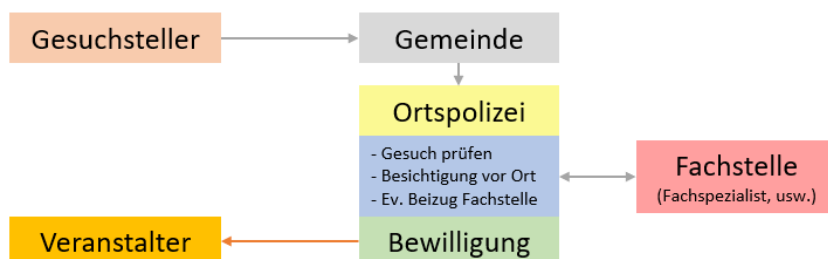 Gesuchsteller
Gemeinde
Ortspolizei
- Gesuch prüfen
- Besichtigung vor Ort
- Ev. Beizug Fachstelle
Fachstelle
(Fachspezialist, usw.)
Veranstalter
Bewilligung